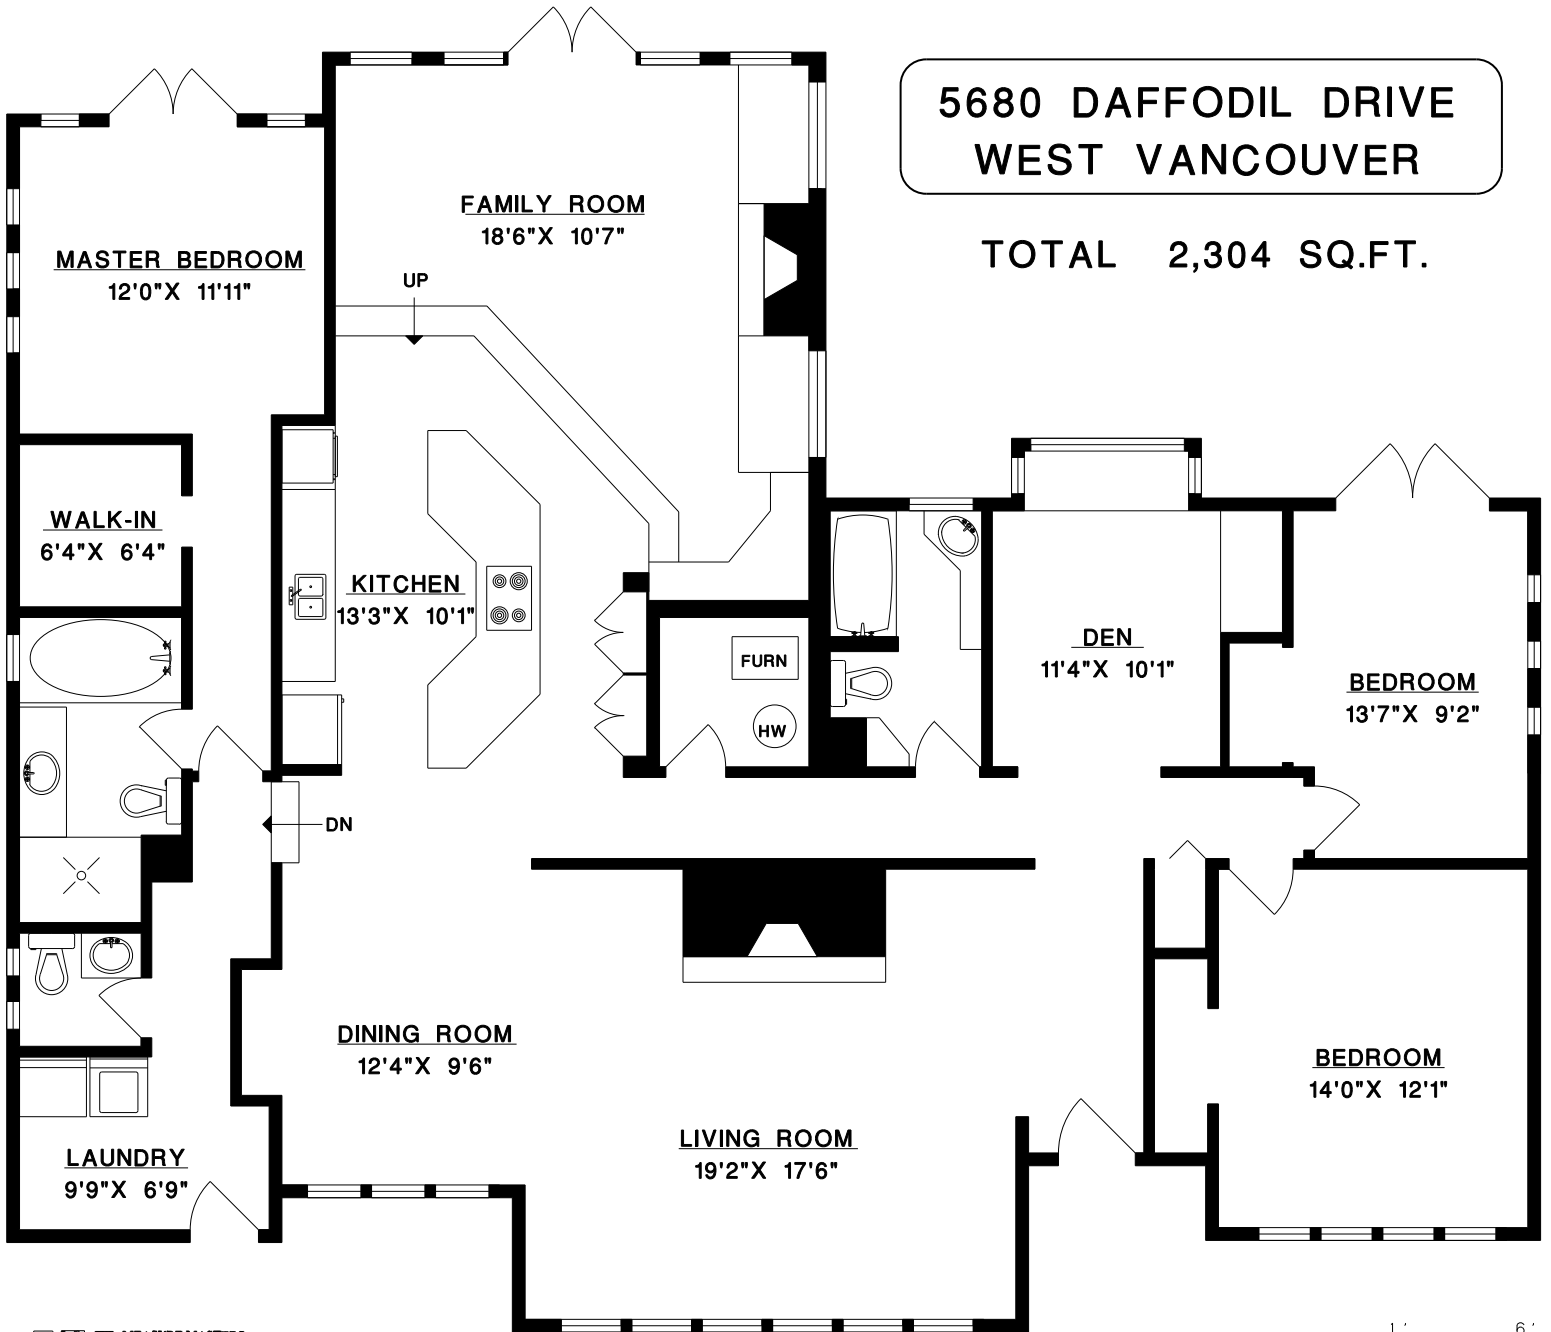 5680 DAFFODIL DRIVE
WEST VANCOUVER
TOTAL 2,304 SQ.FT.
FAMILY ROOM
18'6"X 10'7"
MASTER BEDROOM
12'0"X 11'11"
UP
WALK-IN
6'4"X 6'4"
KITCHEN
13'3"X 10'1"
FURN
HW
DEN
11'4"X 10'1"
BEDROOM
13'7"X 9'2"
DN
DINING ROOM
12'4"X 9'6"
BEDROOM
14'0"X 12'1"
LIVING ROOM
19'2"X 17'6"
LAUNDRY
9'9"X 6'9"
1' 6'